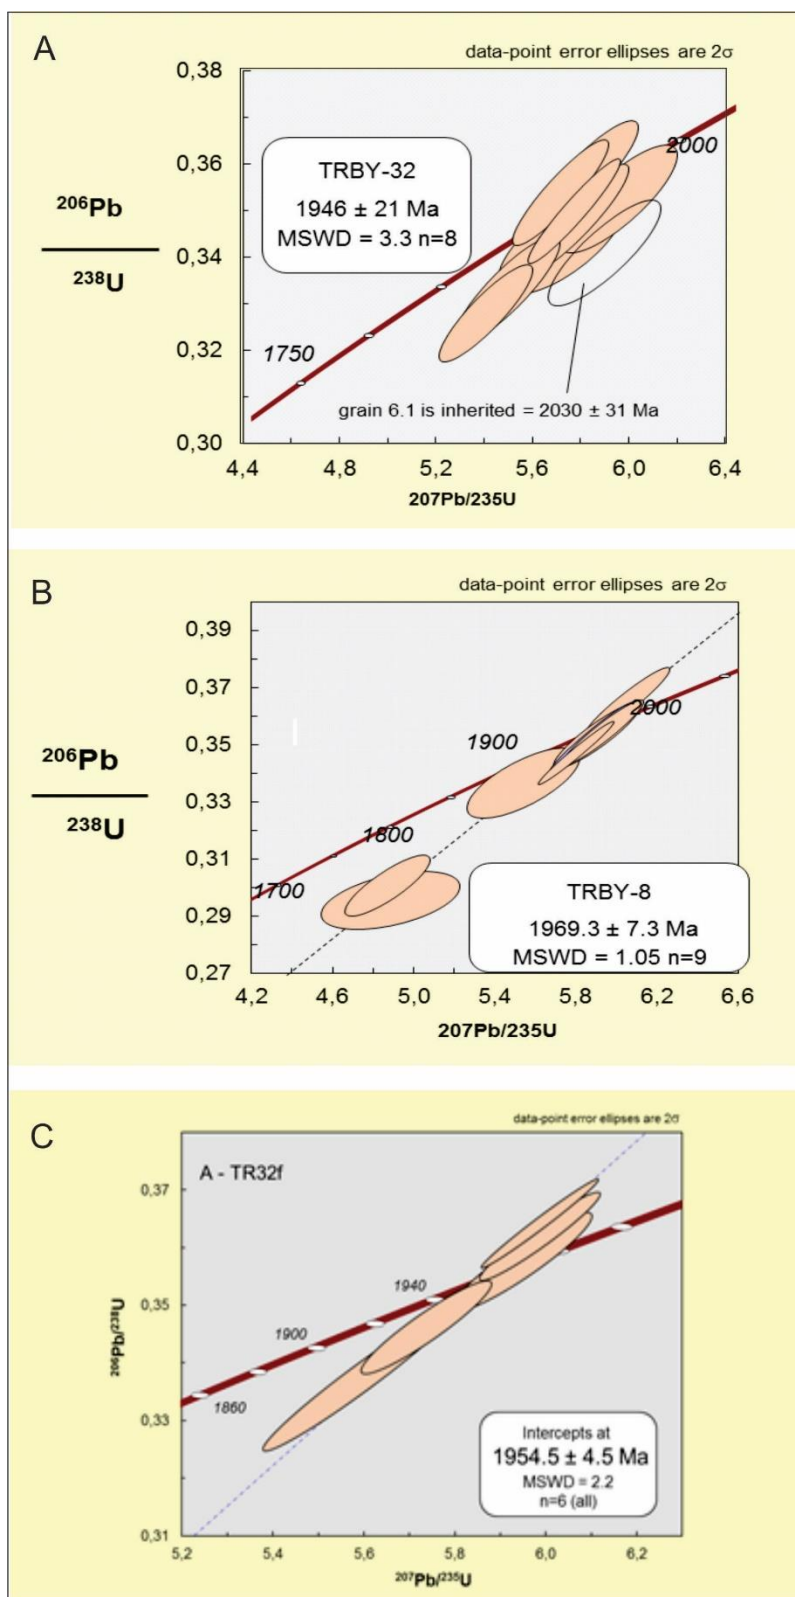 A
data-point error ellipses are 2σ
0,38
0,36
0,34
0,32
0,30
²⁰⁶Pb
²³⁸U
TRBY-32
1946 ± 21 Ma
MSWD = 3.3 n=8
2000
1750
grain 6.1 is inherited = 2030 ± 31 Ma
4,4 4,8 5,2 5,6 6,0 6,4
207Pb/235U
B
data-point error ellipses are 2σ
0,39
0,37
0,35
0,33
0,31
0,29
0,27
²⁰⁶Pb
²³⁸U
2000
1900
1800
1700
TRBY-8
1969.3 ± 7.3 Ma
MSWD = 1.05 n=9
4,2 4,6 5,0 5,4 5,8 6,2 6,6
207Pb/235U
C
data-point error ellipses are 2σ
A - TR32f
0,37
0,35
0,33
0,31
²⁰⁶Pb/²³⁸U
1940
1900
1860
Intercepts at
1954.5 ± 4.5 Ma
MSWD = 2.2
n=6 (all)
5,2 5,4 5,6 5,8 6,0 6,2
²⁰⁷Pb/²³⁵U